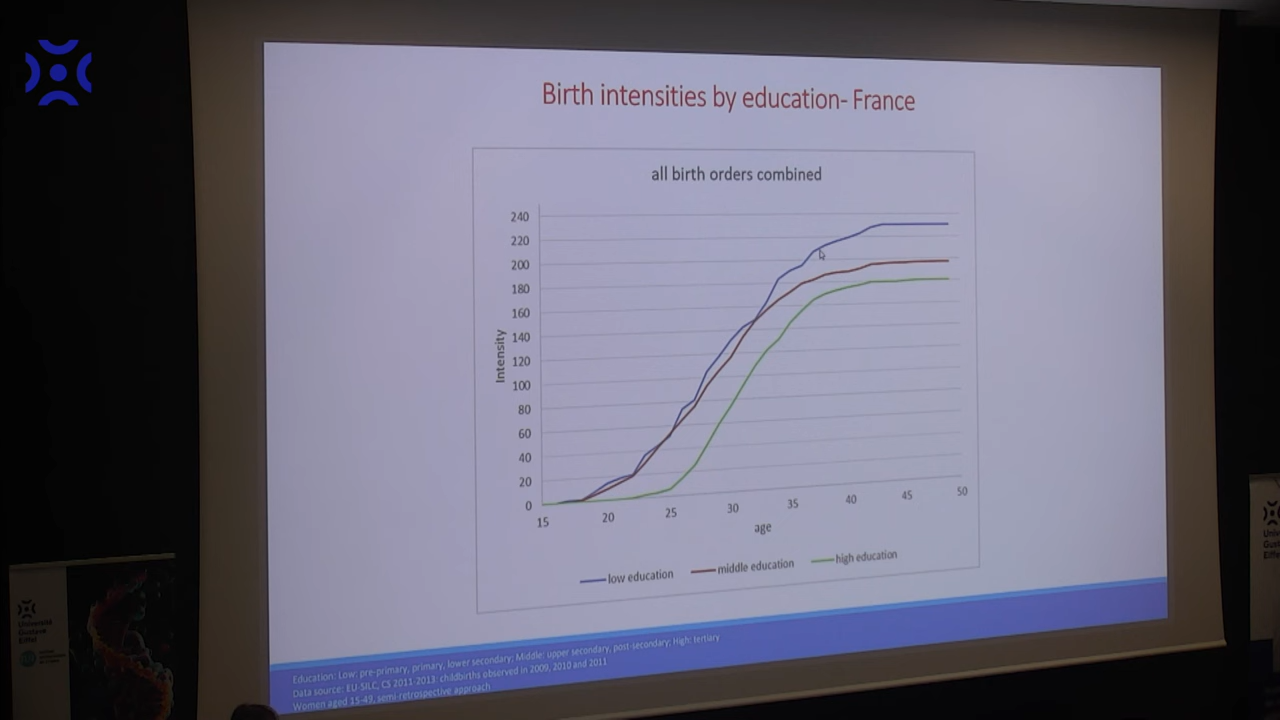 Birth intensities by education- France
all birth orders combined
240
220
200
180
160
140
120
100
80
60
40
20
0
Intensity
15 20 25 30 35 40 45 50
age
low education middle education high education
Education: Low: pre-primary, primary, lower secondary; Middle: upper secondary, post-secondary; High: tertiary
Data source: EU-SILC, CS 2011-2013: childbirths observed in 2009, 2010 and 2011
Women aged 15-49, semi-retrospective approach
Université
Gustave
Eiffel